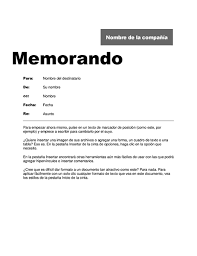 Nombre de la compañía
Memorando
Para: Nombre del destinatario
De: Su nombre
cc: Nombre
Fecha: Fecha
Re: Asunto
Para empezar ahora mismo, pulse en un texto de marcador de posición (como este, por
ejemplo) y empiece a escribir para cambiarlo por el suyo.
¿Quiere insertar una imagen de sus archivos o agregar una forma, un cuadro de texto o una
tabla? Eso es. En la pestaña Insertar de la cinta de opciones, haga clic en la opción que
necesite.
En la pestaña Insertar encontrará otras herramientas aún más fáciles de usar con las que podrá
agregar hipervínculos o insertar comentarios.
¿Cree que es difícil dar formato a un documento tan atractivo como este? Para nada. Para
aplicar fácilmente con un solo clic cualquier formato de texto que vea en este documento, vea
los estilos de la pestaña Inicio de la cinta.